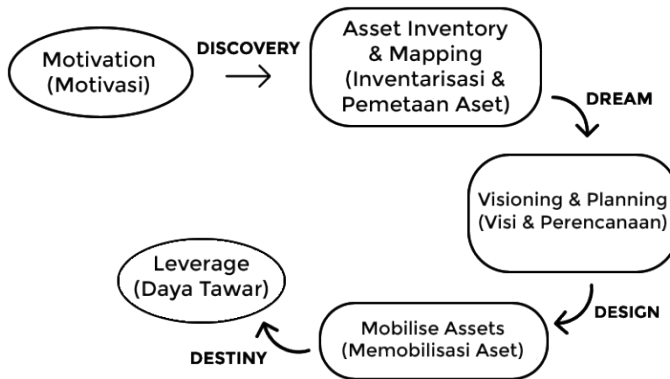 Motivation
(Motivasi)
DISCOVERY
Asset Inventory
& Mapping
(Inventarisasi &
Pemetaan Aset)
DREAM
Visioning & Planning
(Visi & Perencanaan)
DESIGN
Mobilise Assets
(Memobilisasi Aset)
DESTINY
Leverage
(Daya Tawar)